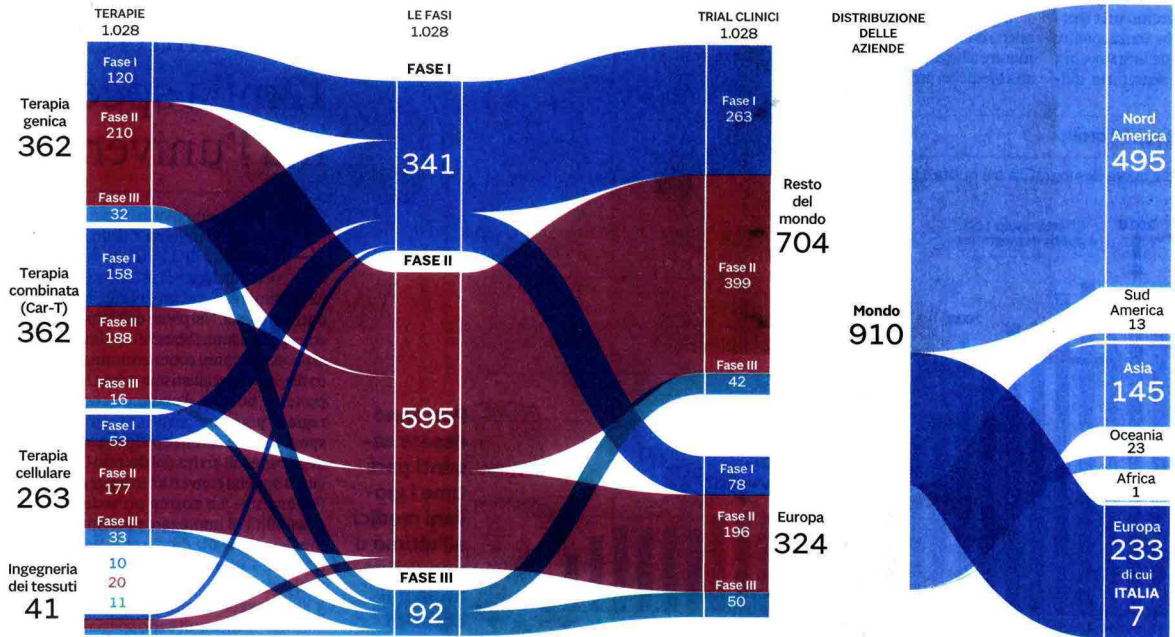 TERAPIE
1.028
LE FASI
1.028
TRIAL CLINICI
1.028
DISTRIBUZIONE
DELLE
AZIENDE
Terapia
genica
362
Fase I
120
Fase II
210
Fase III
32
Terapia
combinata
(Car-T)
362
Fase I
158
Fase II
188
Fase III
16
Terapia
cellulare
263
Fase I
53
Fase II
177
Fase III
33
Ingegneria
dei tessuti
41
10
20
11
FASE I
341
FASE II
595
FASE III
92
Fase I
263
Fase II
399
Fase III
42
Resto
del
mondo
704
Fase I
78
Fase II
196
Fase III
50
Europa
324
Mondo
910
Nord
America
495
Sud
America
13
Asia
145
Oceania
23
Africa
1
Europa
233
di cui
ITALIA
7